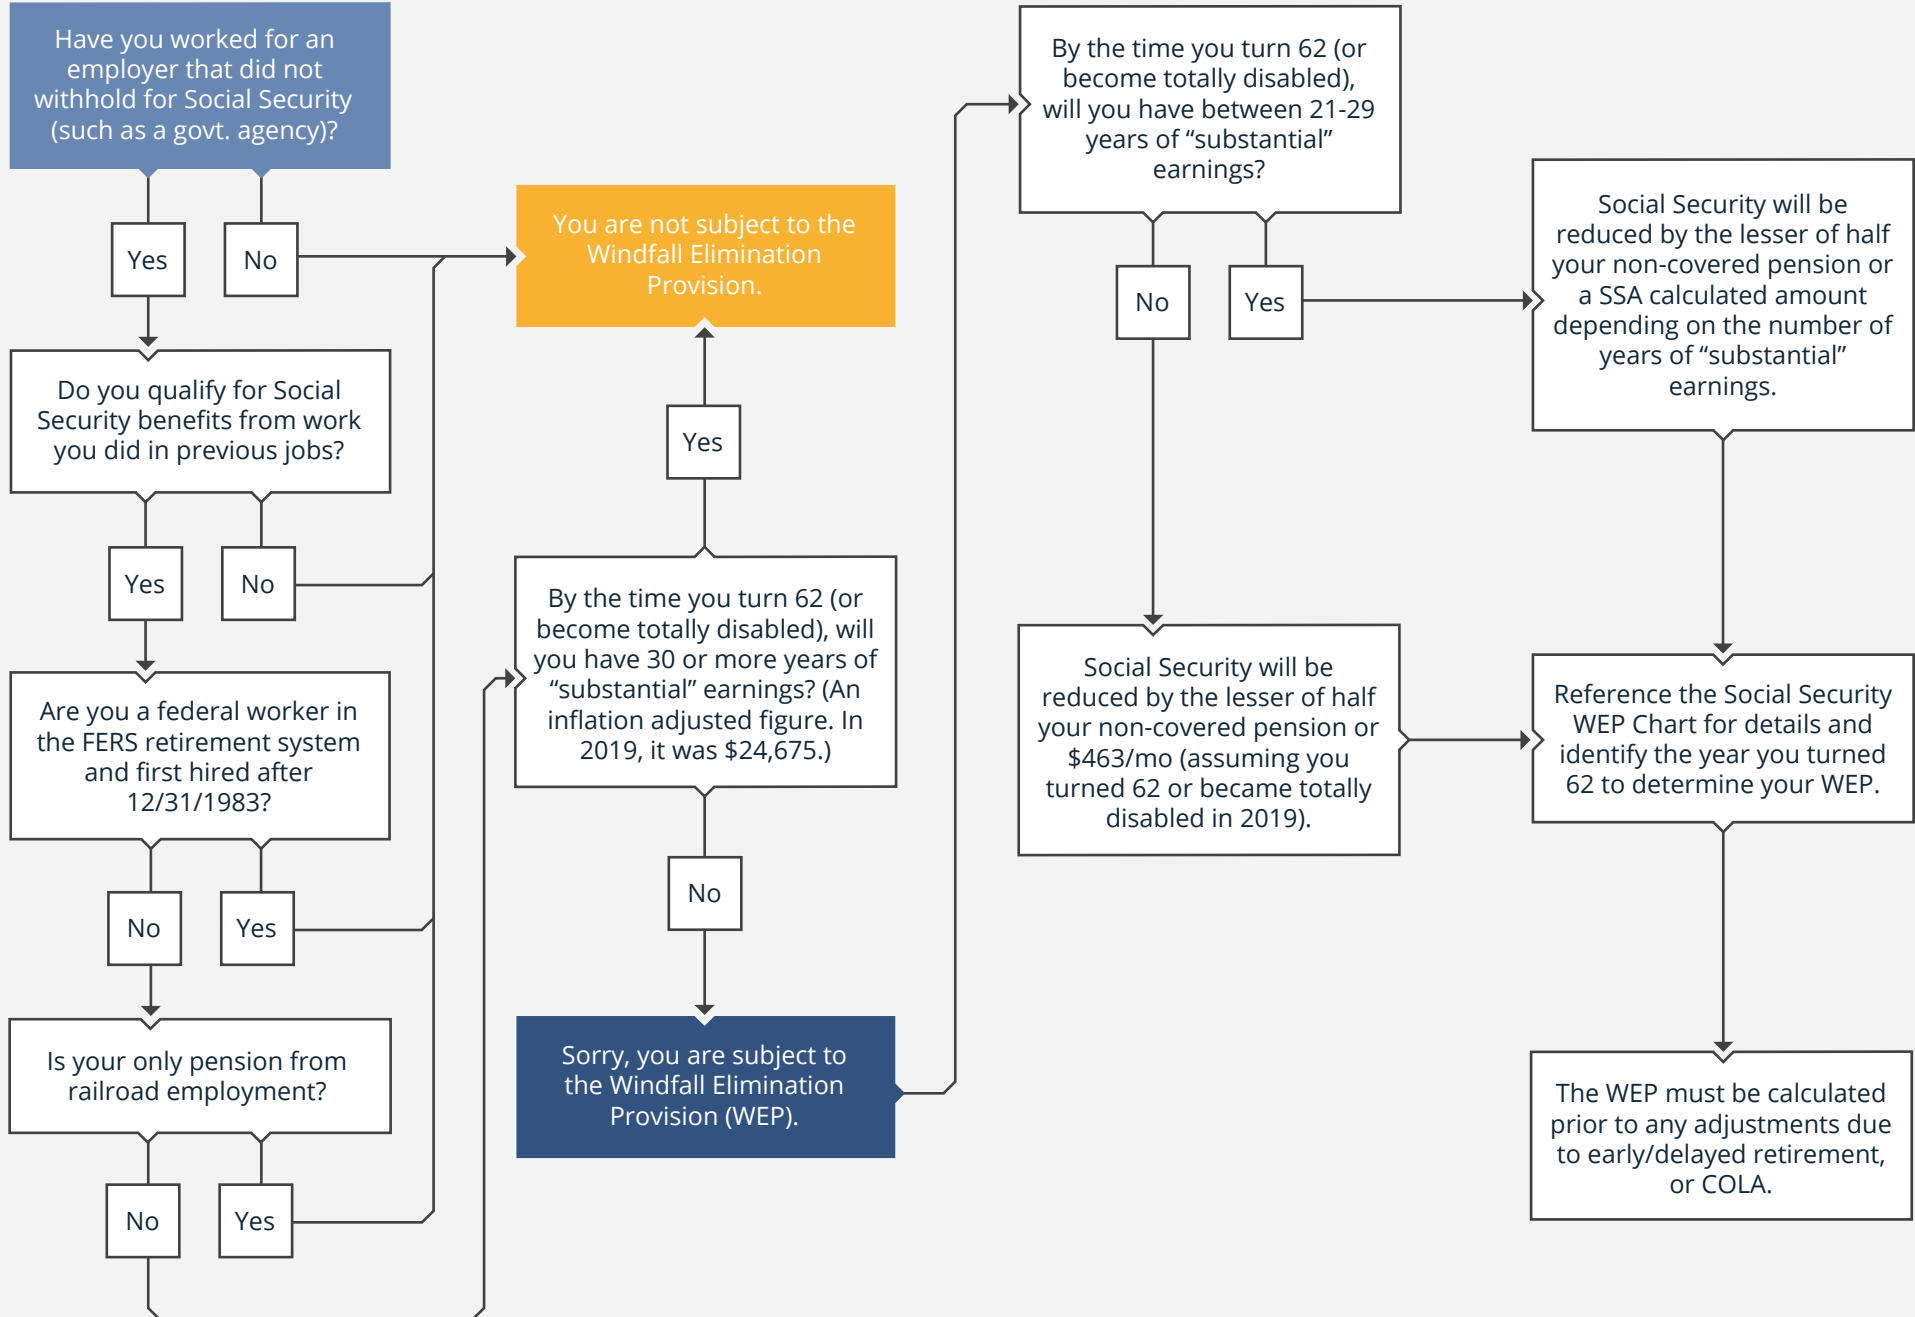 Have you worked for an
employer that did not
withhold for Social Security
(such as a govt. agency)?
Yes
No
Do you qualify for Social
Security benefits from work
you did in previous jobs?
Yes
No
Are you a federal worker in
the FERS retirement system
and first hired after
12/31/1983?
No
Yes
Is your only pension from
railroad employment?
No
Yes
You are not subject to the
Windfall Elimination
Provision.
Yes
By the time you turn 62 (or
become totally disabled), will
you have 30 or more years of
“substantial” earnings? (An
inflation adjusted figure. In
2019, it was $24,675.)
No
Sorry, you are subject to
the Windfall Elimination
Provision (WEP).
By the time you turn 62 (or
become totally disabled),
will you have between 21-29
years of “substantial”
earnings?
No
Yes
Social Security will be
reduced by the lesser of half
your non-covered pension or
$463/mo (assuming you
turned 62 or became totally
disabled in 2019).
Social Security will be
reduced by the lesser of half
your non-covered pension or
a SSA calculated amount
depending on the number of
years of “substantial”
earnings.
Reference the Social Security
WEP Chart for details and
identify the year you turned
62 to determine your WEP.
The WEP must be calculated
prior to any adjustments due
to early/delayed retirement,
or COLA.